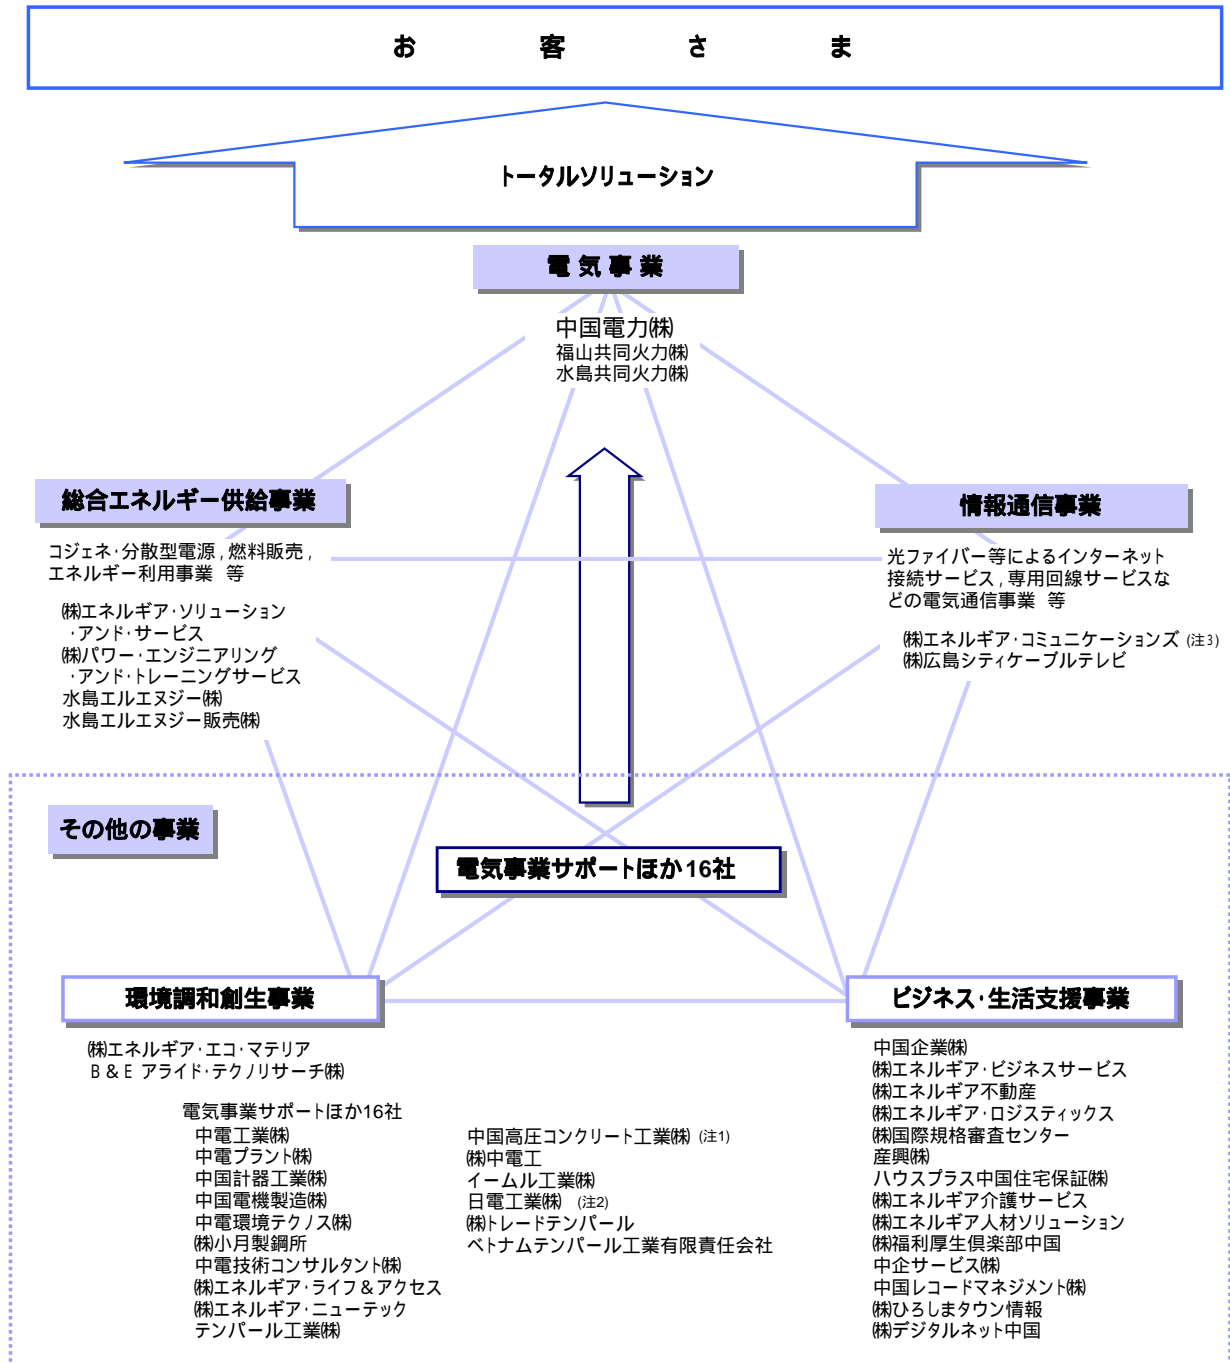 お客さま
トータルソリューション
電気事業
中国電力㈱
福山共同火力㈱
水島共同火力㈱
総合エネルギー供給事業
コジェネ・分散型電源，燃料販売，
エネルギー利用事業 等
㈱エネルギア・ソリューション
・アンド・サービス
㈱パワー・エンジニアリング
・アンド・トレーニングサービス
水島エルエヌジー㈱
水島エルエヌジー販売㈱
情報通信事業
光ファイバー等によるインターネット
接続サービス，専用回線サービスな
どの電気通信事業 等
㈱エネルギア・コミュニケーションズ (注3)
㈱広島シティケーブルテレビ
その他の事業
電気事業サポートほか16社
環境調和創生事業
㈱エネルギア・エコ・マテリア
B＆E アライド・テクノリサーチ㈱
電気事業サポートほか16社
中電工業㈱
中電プラント㈱
中国計器工業㈱
中国電機製造㈱
中電環境テクノス㈱
㈱小月製鋼所
中電技術コンサルタント㈱
㈱エネルギア・ライフ＆アクセス
㈱エネルギア・ニューテック
テンパール工業㈱
中国高圧コンクリート工業㈱ (注1)
㈱中電工
イームル工業㈱
日電工業㈱ (注2)
㈱トレードテンパール
ベトナムテンパール工業有限責任会社
ビジネス・生活支援事業
中国企業㈱
㈱エネルギア・ビジネスサービス
㈱エネルギア不動産
㈱エネルギア・ロジスティックス
㈱国際規格審査センター
産興㈱
ハウスプラス中国住宅保証㈱
㈱エネルギア介護サービス
㈱エネルギア人材ソリューション
㈱福利厚生倶楽部中国
中企サービス㈱
中国レコードマネジメント㈱
㈱ひろしまタウン情報
㈱デジタルネット中国